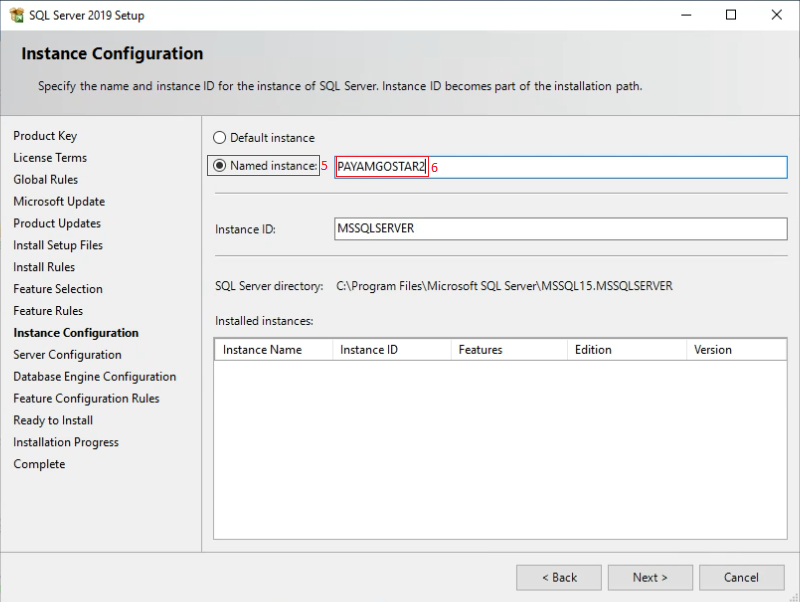 SQL Server 2019 Setup
Instance Configuration
Specify the name and instance ID for the instance of SQL Server. Instance ID becomes part of the installation path.
Product Key
License Terms
Global Rules
Microsoft Update
Product Updates
Install Setup Files
Install Rules
Feature Selection
Feature Rules
Instance Configuration
Server Configuration
Database Engine Configuration
Feature Configuration Rules
Ready to Install
Installation Progress
Complete
Default instance
Named instance: 5 PAYAMGOSTAR2 6
Instance ID: MSSQLSERVER
SQL Server directory: C:\Program Files\Microsoft SQL Server\MSSQL15.MSSQLSERVER
Installed instances:
Instance Name Instance ID Features Edition Version
< Back Next > Cancel